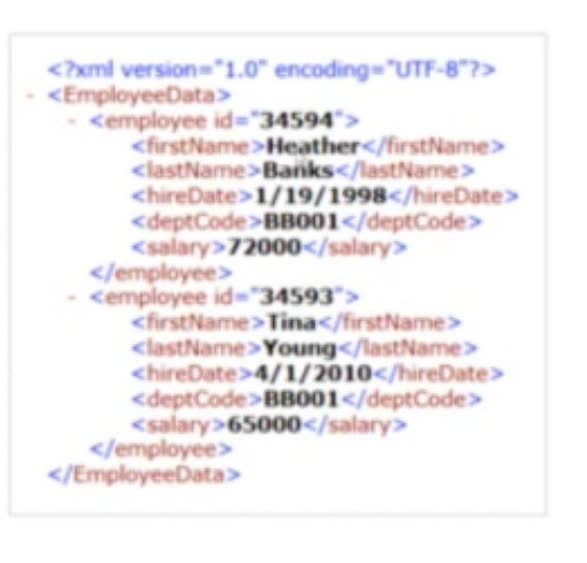 <?xml version="1.0" encoding="UTF-8"?>
- <EmployeeData>
- <employee id="34594">
<firstName>Heather</firstName>
<lastName>Banks</lastName>
<hireDate>1/19/1998</hireDate>
<deptCode>BB001</deptCode>
<salary>72000</salary>
</employee>
- <employee id="34593">
<firstName>Tina</firstName>
<lastName>Young</lastName>
<hireDate>4/1/2010</hireDate>
<deptCode>BB001</deptCode>
<salary>65000</salary>
</employee>
</EmployeeData>